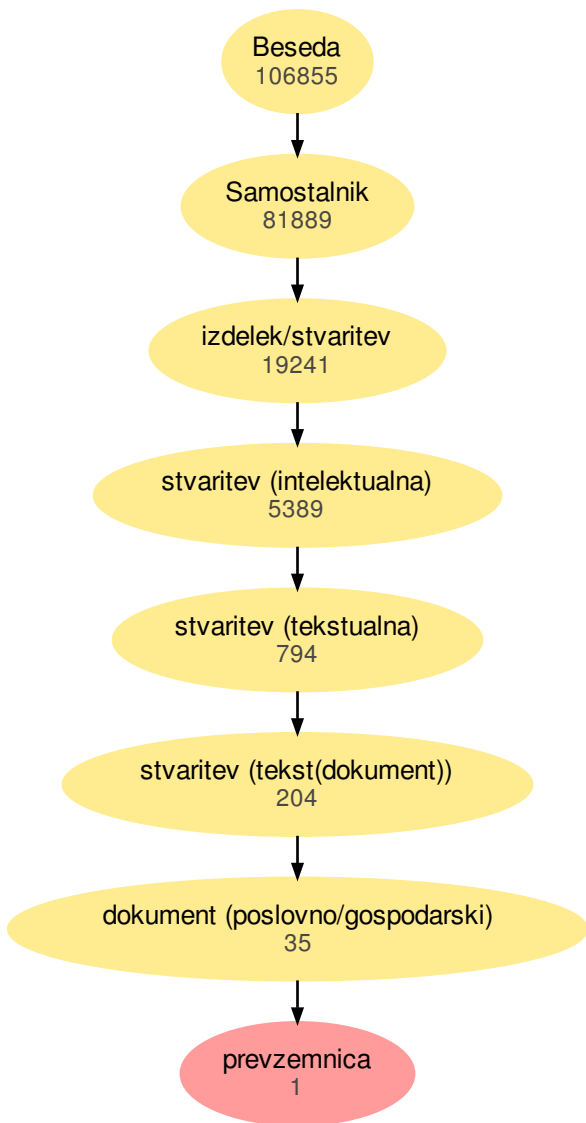 Beseda
106855
Samostalnik
81889
izdelek/stvaritev
19241
stvaritev (intelektualna)
5389
stvaritev (tekstualna)
794
stvaritev (tekst(dokument))
204
dokument (poslovno/gospodarski)
35
prevzemnica
1